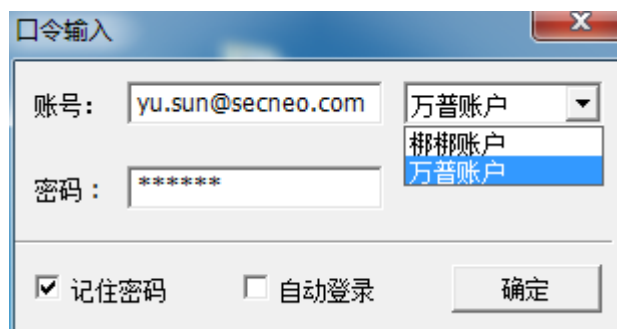 口令输入
账号: yu.sun@secneo.com 万普账户
梆梆账户
万普账户
密码: ******
记住密码 自动登录 确定